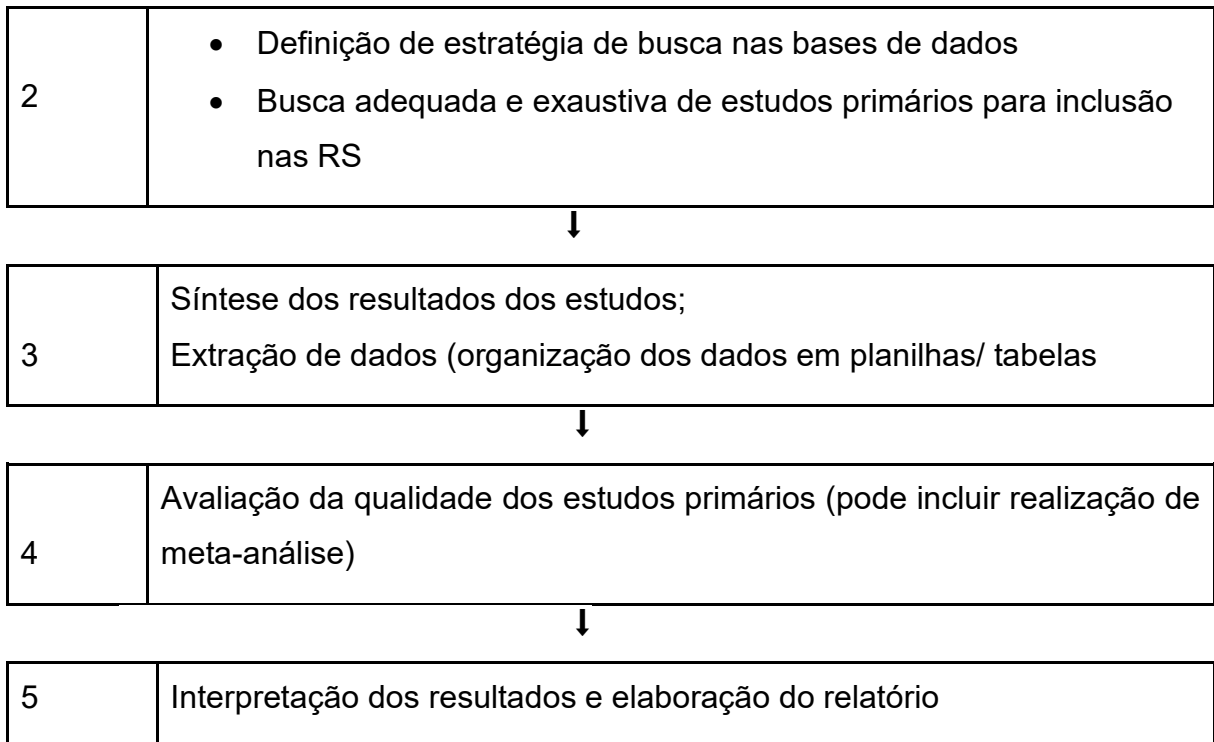 2
• Definição de estratégia de busca nas bases de dados
• Busca adequada e exaustiva de estudos primários para inclusão
nas RS
3
Síntese dos resultados dos estudos;
Extração de dados (organização dos dados em planilhas/ tabelas
4
Avaliação da qualidade dos estudos primários (pode incluir realização de
meta-análise)
5
Interpretação dos resultados e elaboração do relatório